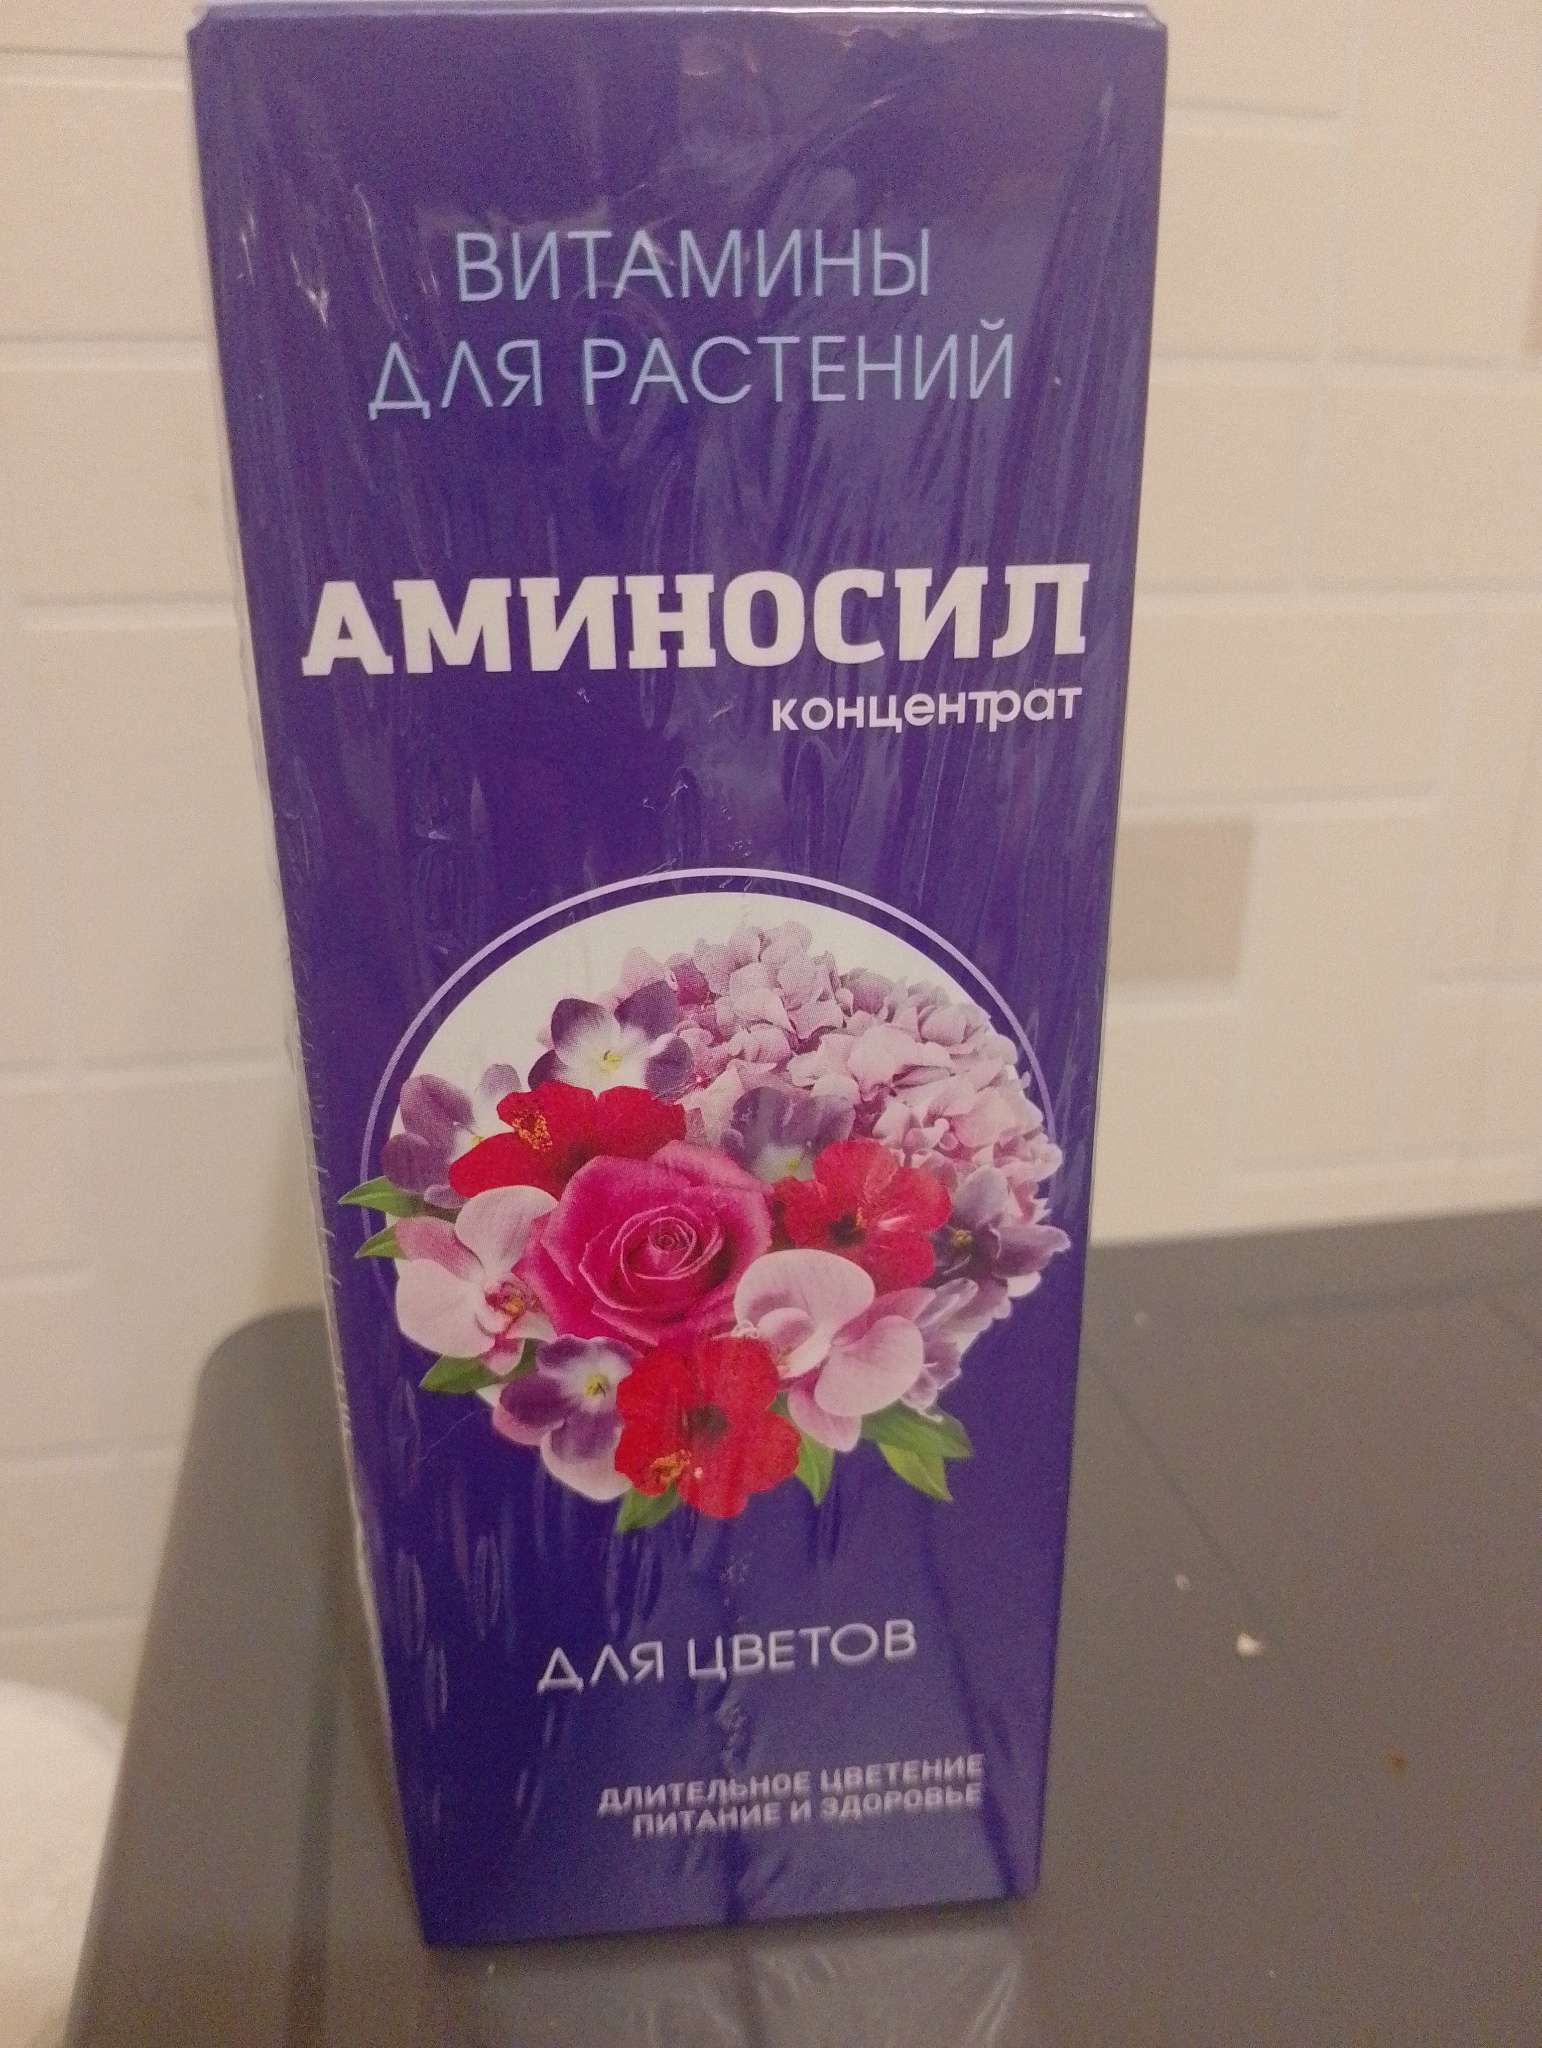 ВИТАМИНЫ
ДЛЯ РАСТЕНИЙ
АМИНОСИЛ
концентрат
ДЛЯ ЦВЕТОВ
ДЛИТЕЛЬНОЕ ЦВЕТЕНИЕ
ПИТАНИЕ И ЗДОРОВЬЕ